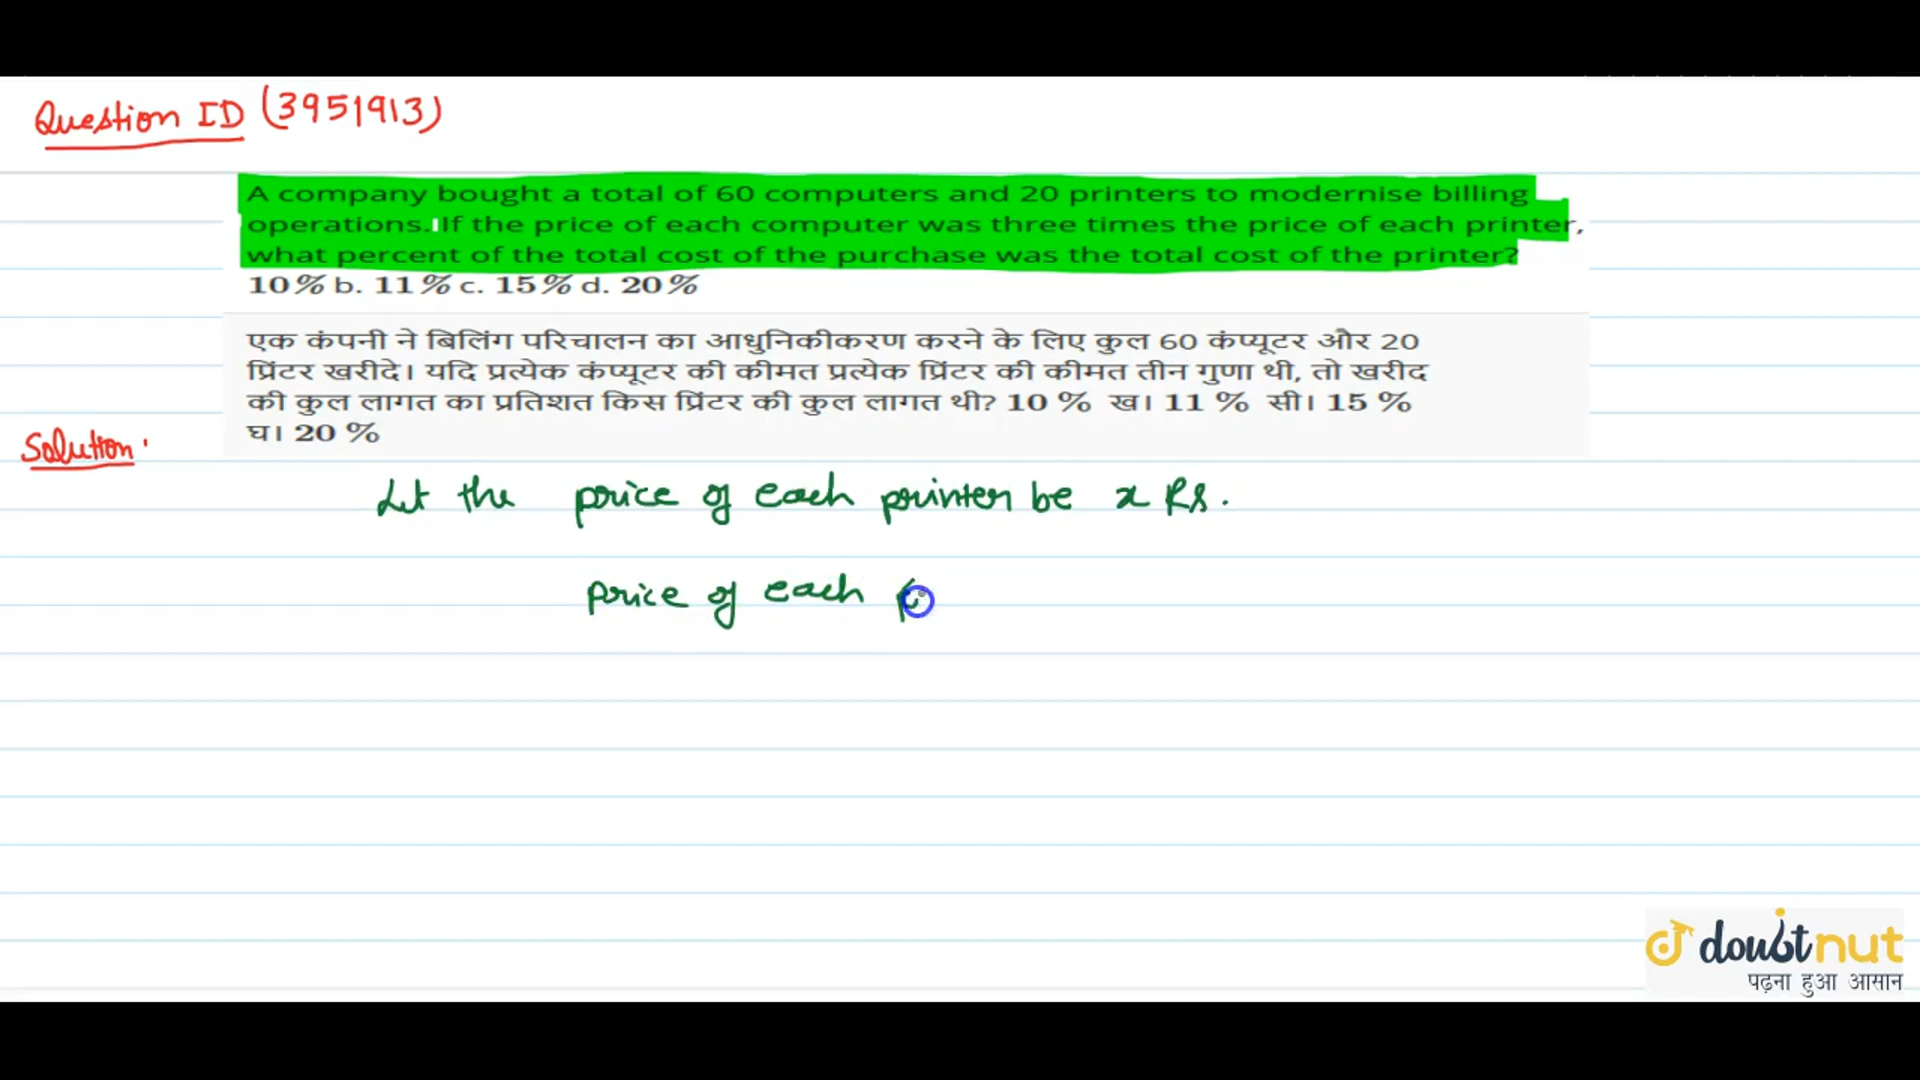 Question ID (3951913)
A company bought a total of 60 computers and 20 printers to modernise billing
operations. If the price of each computer was three times the price of each printer,
what percent of the total cost of the purchase was the total cost of the printer?
10% b. 11% c. 15% d. 20%
एक कंपनी ने बिलिंग परिचालन का आधुनिकीकरण करने के लिए कुल 60 कंप्यूटर और 20
प्रिंटर खरीदे। यदि प्रत्येक कंप्यूटर की कीमत प्रत्येक प्रिंटर की कीमत तीन गुणा थी, तो खरीद
की कुल लागत का प्रतिशत किस प्रिंटर की कुल लागत थी? 10 % ख। 11 % सी। 15 %
घ। 20 %
Solution.
Let the price of each printer be x Rs.
price of each
doubtnut
पढ़ना हुआ आसान